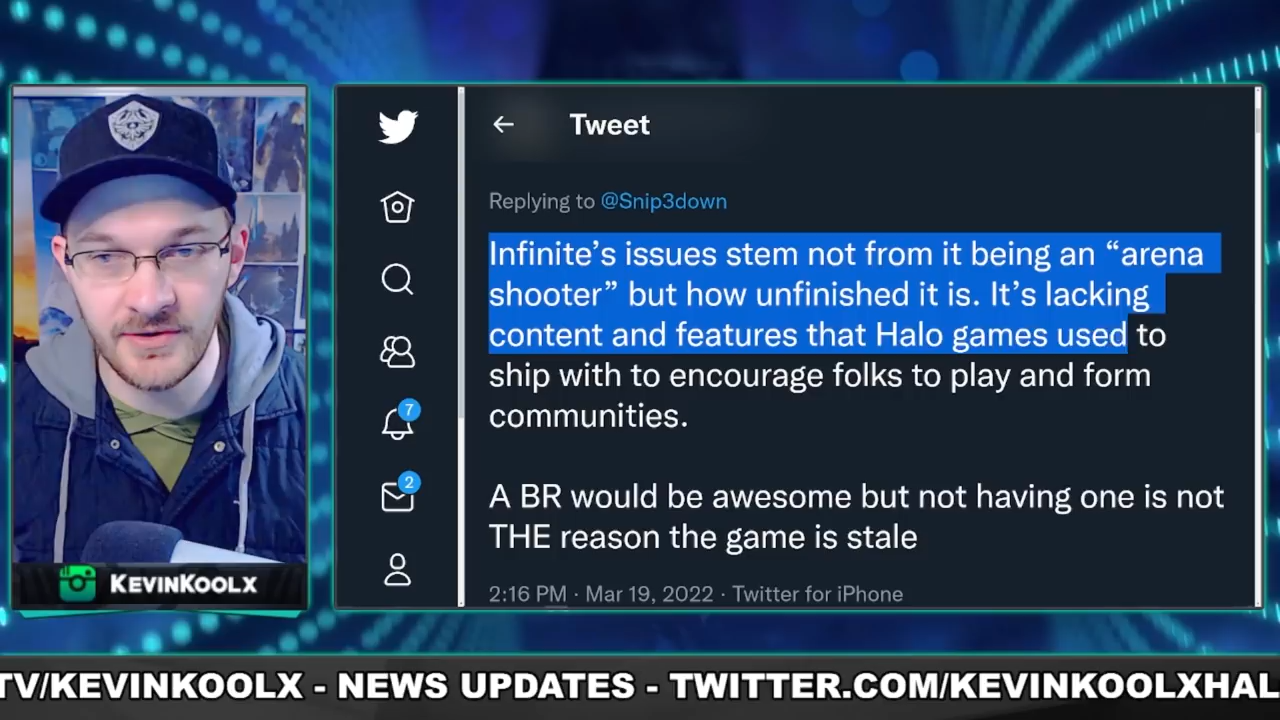 Tweet
Replying to @Snip3down
Infinite’s issues stem not from it being an “arena
shooter” but how unfinished it is. It’s lacking
content and features that Halo games used to
ship with to encourage folks to play and form
communities.
A BR would be awesome but not having one is not
THE reason the game is stale
2:16 PM · Mar 19, 2022 · Twitter for iPhone
7
2
KEVINKOOLX
TV/KEVINKOOLX - NEWS UPDATES - TWITTER.COM/KEVINKOOLXHAL